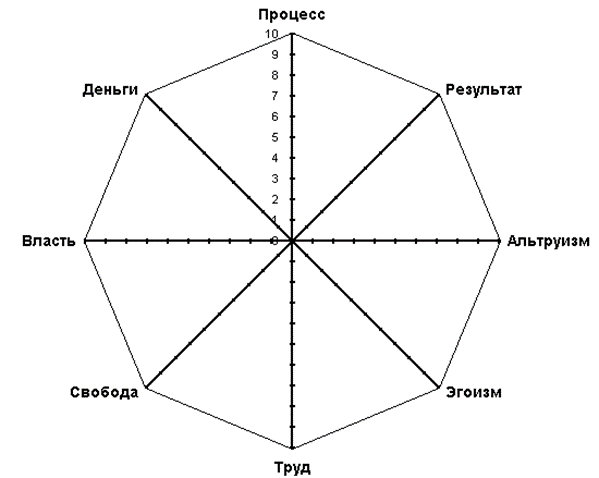 Процесс
10
9
8
7
6
5
4
3
2
1
0
Деньги
Результат
Власть
Альтруизм
Свобода
Эгоизм
Труд